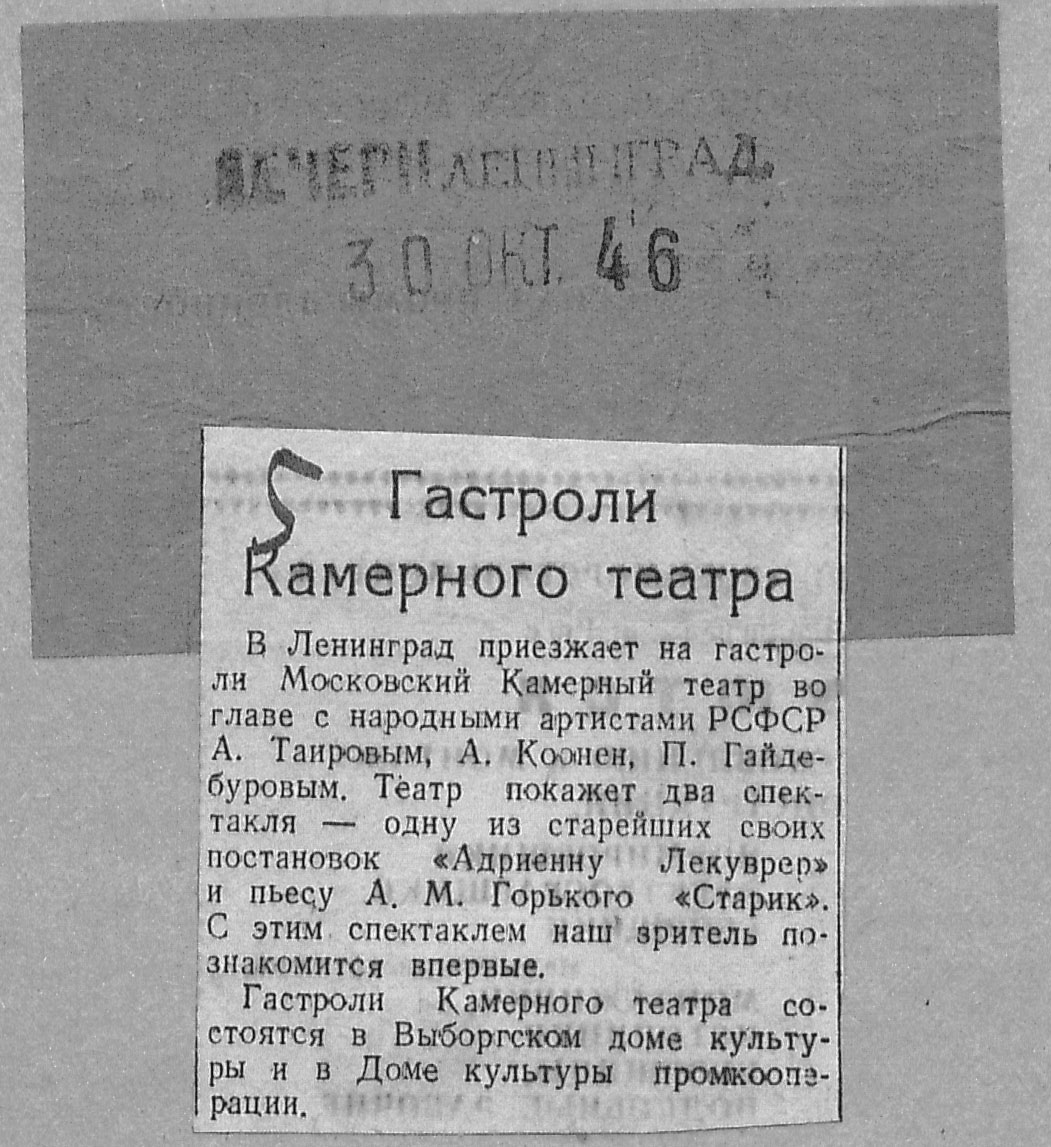 ВЕЧЕРН ЛЕНИНГРАД.
30 ОКТ. 46
Гастроли
Камерного театра
В Ленинград приезжает на гастро-
ли Московский Камерный театр во
главе с народными артистами РСФСР
А. Таировым, А. Коонен, П. Гайде-
буровым. Театр покажет два спек-
такля — одну из старейших своих
постановок «Адриенну Лекуврер»
и пьесу А. М. Горького «Старик».
С этим спектаклем наш зритель по-
знакомится впервые.
Гастроли Камерного театра со-
стоятся в Выборгском доме культу-
ры и в Доме культуры промкоопе-
рации.